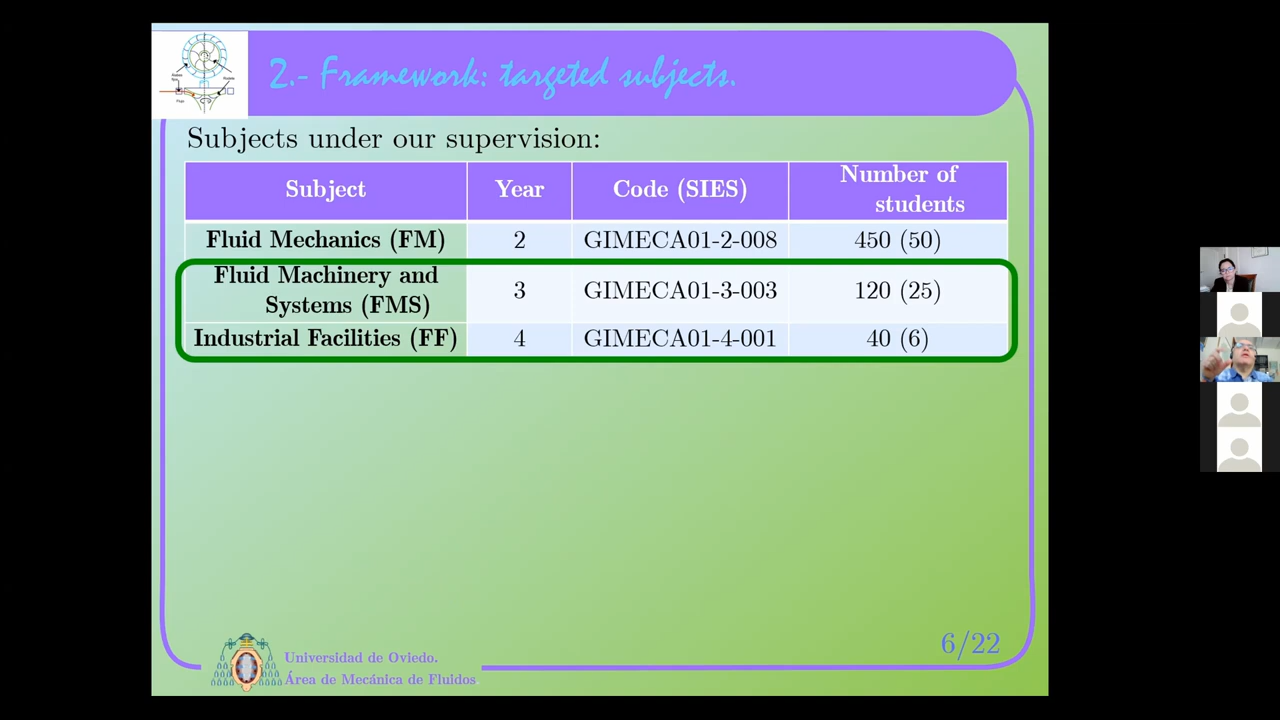 2.- Framework: targeted subjects.
Subjects under our supervision:
Subject Year Code (SIES) Number of
students
Fluid Mechanics (FM) 2 GIMECA01-2-008 450 (50)
Fluid Machinery and
Systems (FMS) 3 GIMECA01-3-003 120 (25)
Industrial Facilities (FF) 4 GIMECA01-4-001 40 (6)
6/22
Universidad de Oviedo.
Área de Mecánica de Fluidos